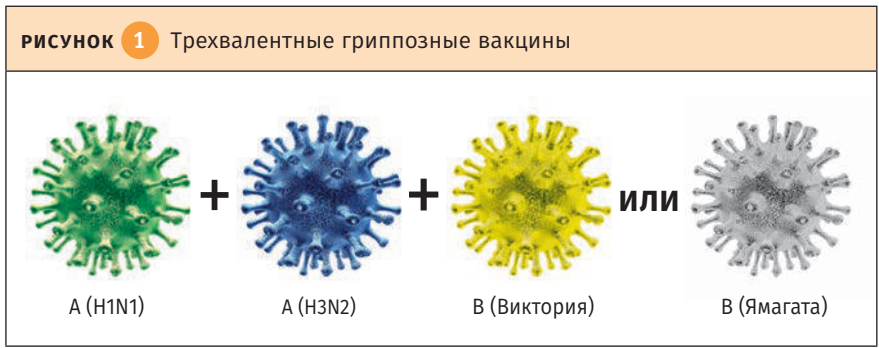 РИСУНОК 1 Трехвалентные гриппозные вакцины
+ + или
A (H1N1) A (H3N2) B (Виктория) B (Ямагата)